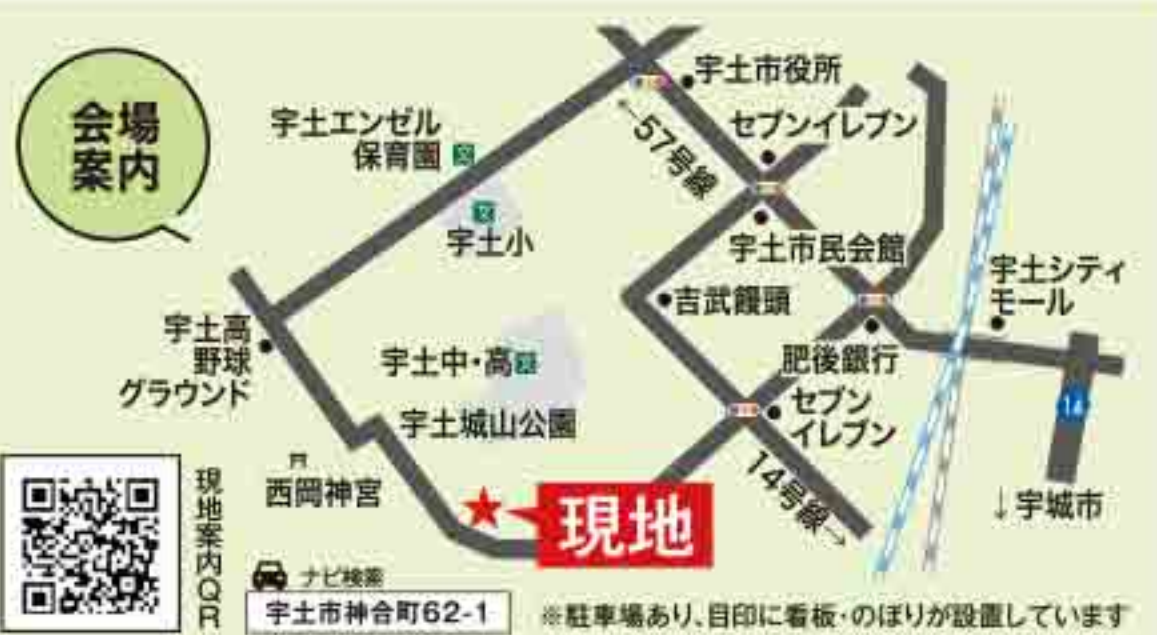 会場
案内
宇土市役所
←57号線
セブンイレブン
宇土エンゼル
保育園
文
文
宇土小
宇土市民会館
宇土シティ
モール
吉武饅頭
肥後銀行
宇土高
野球
グラウンド
宇土中・高
文
宇土城山公園
セブン
イレブン
14号線→
14
↓宇城市
西岡神宮
現地
現地案内QR
ナビ検索
宇土市神合町62-1
※駐車場あり、目印に看板・のぼりが設置しています